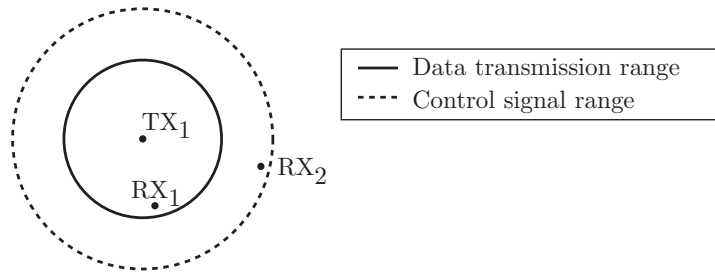 TX1
RX1
RX2
Data transmission range
Control signal range